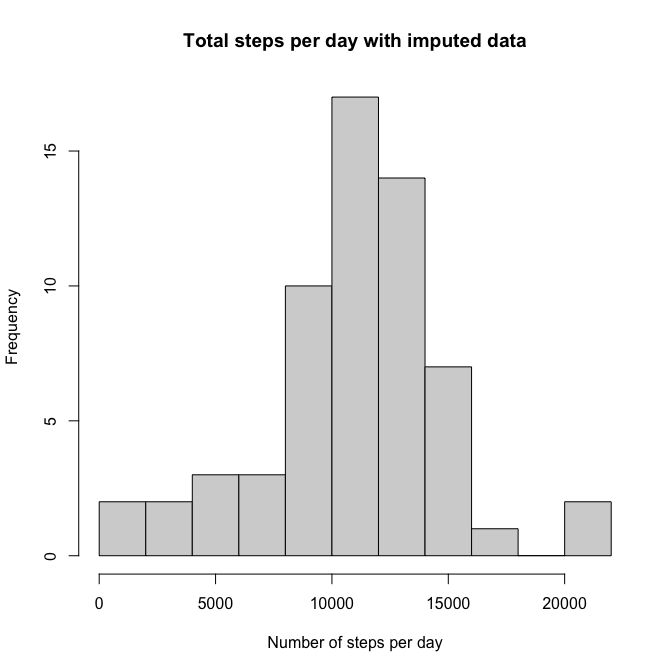 Total steps per day with imputed data
Frequency
15
10
5
0
0 5000 10000 15000 20000
Number of steps per day